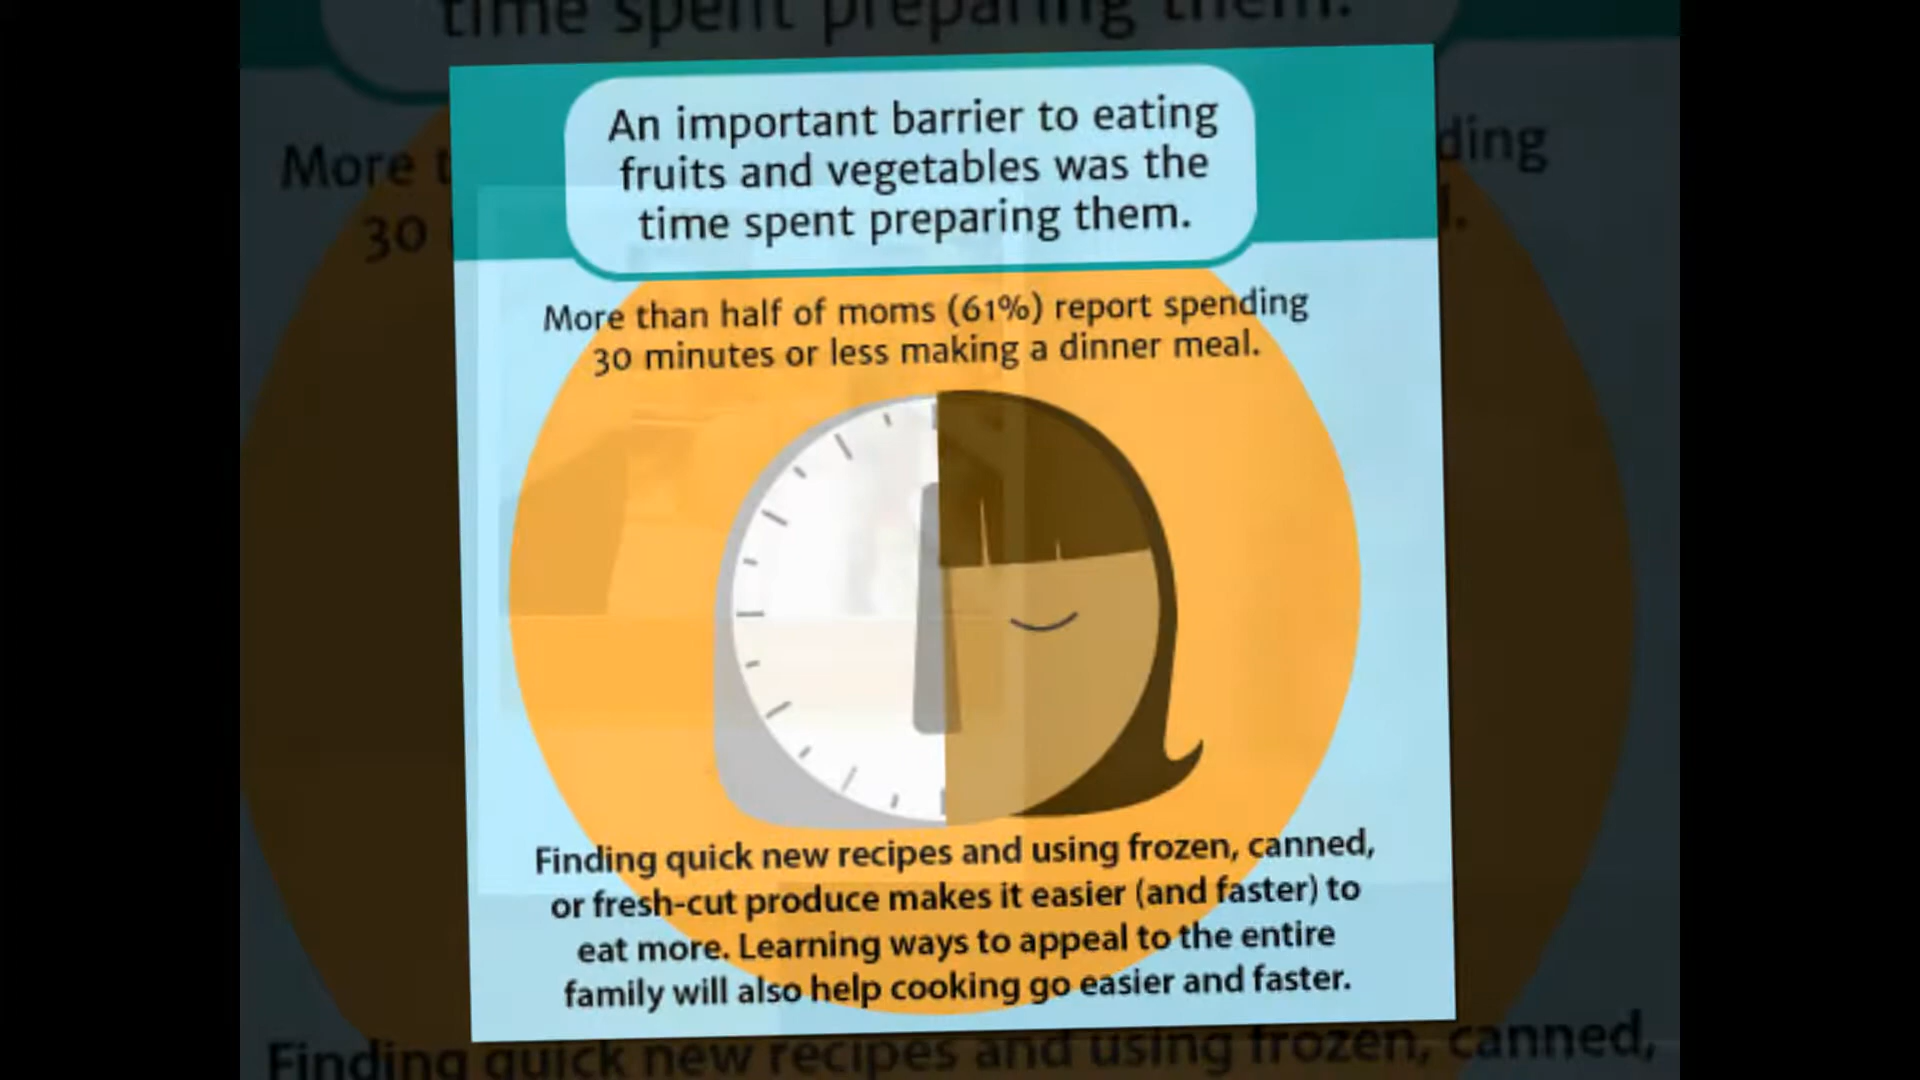 time spent preparing them.
An important barrier to eating
fruits and vegetables was the
time spent preparing them.
More t
ding
30
More than half of moms (61%) report spending
30 minutes or less making a dinner meal.
Finding quick new recipes and using frozen, canned,
or fresh-cut produce makes it easier (and faster) to
eat more. Learning ways to appeal to the entire
family will also help cooking go easier and faster.
Finding quick new recipes and using frozen, canned,